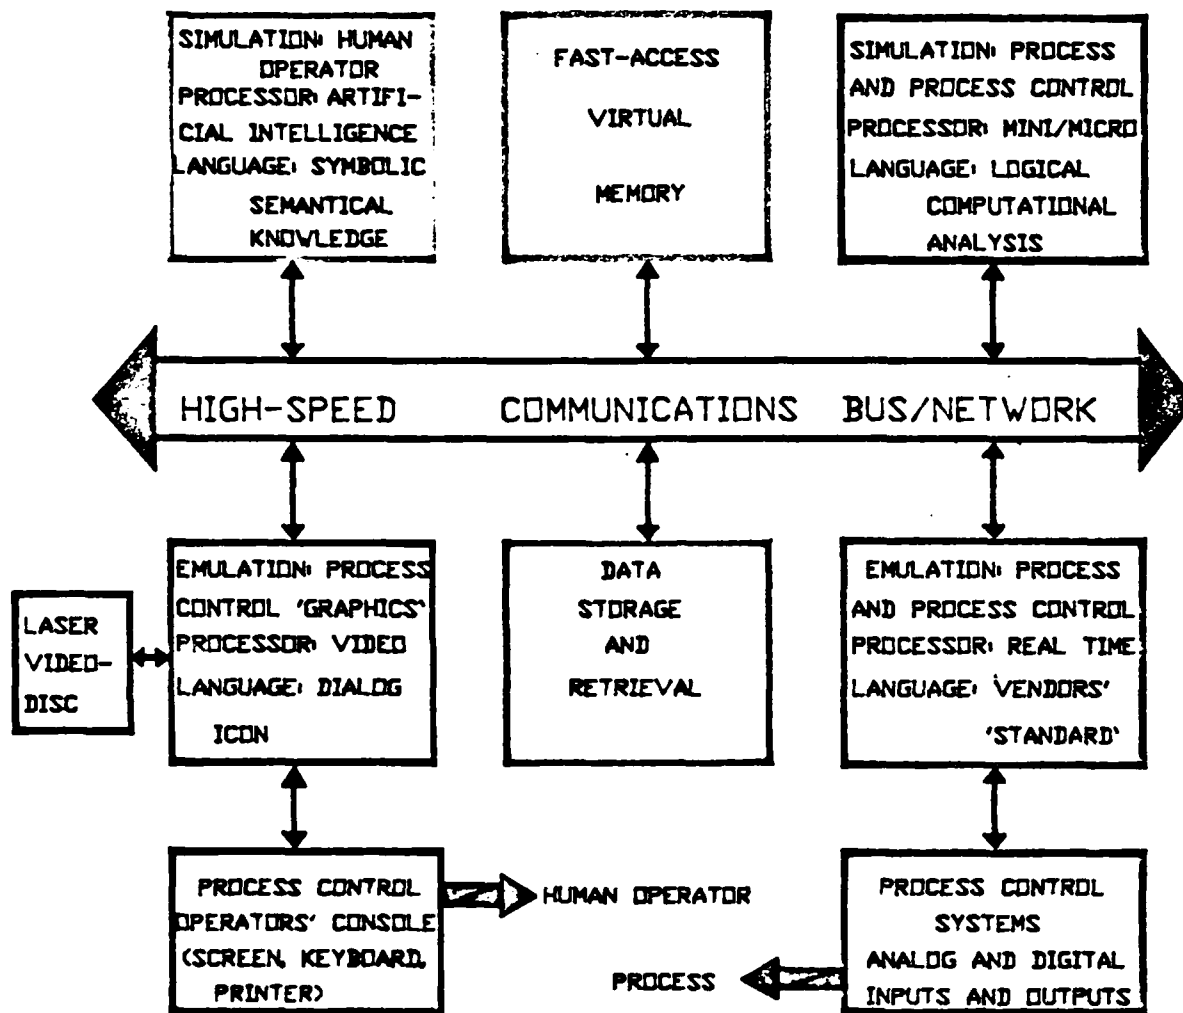 SIMULATION: HUMAN
OPERATOR
PROCESSOR: ARTIFI-
CIAL INTELLIGENCE
LANGUAGE: SYMBOLIC
SEMANTICAL
KNOWLEDGE
FAST-ACCESS
VIRTUAL
MEMORY
SIMULATION: PROCESS
AND PROCESS CONTROL
PROCESSOR: MINI/MICRO
LANGUAGE: LOGICAL
COMPUTATIONAL
ANALYSIS
HIGH-SPEED COMMUNICATIONS BUS/NETWORK
LASER
VIDEO-
DISC
EMULATION: PROCESS
CONTROL 'GRAPHICS'
PROCESSOR: VIDEO
LANGUAGE: DIALOG
ICON
DATA
STORAGE
AND
RETRIEVAL
EMULATION: PROCESS
AND PROCESS CONTROL
PROCESSOR: REAL TIME
LANGUAGE: VENDORS'
'STANDARD'
PROCESS CONTROL
OPERATORS' CONSOLE
(SCREEN, KEYBOARD,
PRINTER)
HUMAN OPERATOR
PROCESS
PROCESS CONTROL
SYSTEMS
ANALOG AND DIGITAL
INPUTS AND OUTPUTS